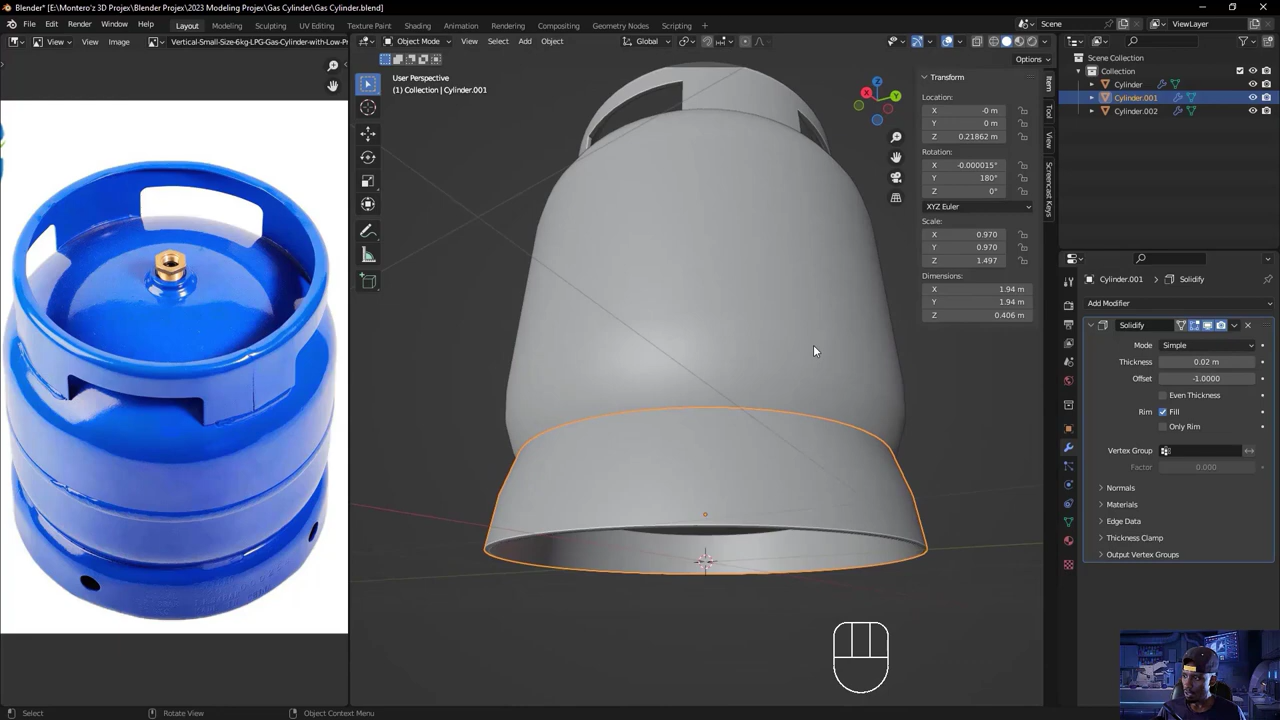 Blender* [E:\Montero'z 3D Projex\Blender Projex\2023 Modeling Projex\Gas Cylinder\Gas Cylinder.blend]
File Edit Render Window Help Layout Modeling Sculpting UV Editing Texture Paint Shading Animation Rendering Compositing Geometry Nodes Scripting Scene ViewLayer
View View Image Vertical-Small-Size-6kg-LPG-Gas-Cylinder-with-Low-Pr Object Mode View Select Add Object Global
Options
User Perspective
(1) Collection | Cylinder.001
Transform
Location:
X -0 m
Y 0 m
Z 0.21862 m
Rotation:
X -0.000015°
Y 180°
Z 0°
XYZ Euler
Scale:
X 0.970
Y 0.970
Z 1.497
Dimensions:
X 1.94 m
Y 1.94 m
Z 0.406 m
Item
Tool
View
Screencast Keys
X
Y
Z
Scene Collection
Collection
Cylinder
Cylinder.001
Cylinder.002
Cylinder.001 Solidify
Add Modifier
Solidify
Mode Simple
Thickness 0.02 m
Offset -1.0000
Even Thickness
Rim Fill
Only Rim
Vertex Group
Factor 0.000
Normals
Materials
Edge Data
Thickness Clamp
Output Vertex Groups
Select Rotate View Object Context Menu